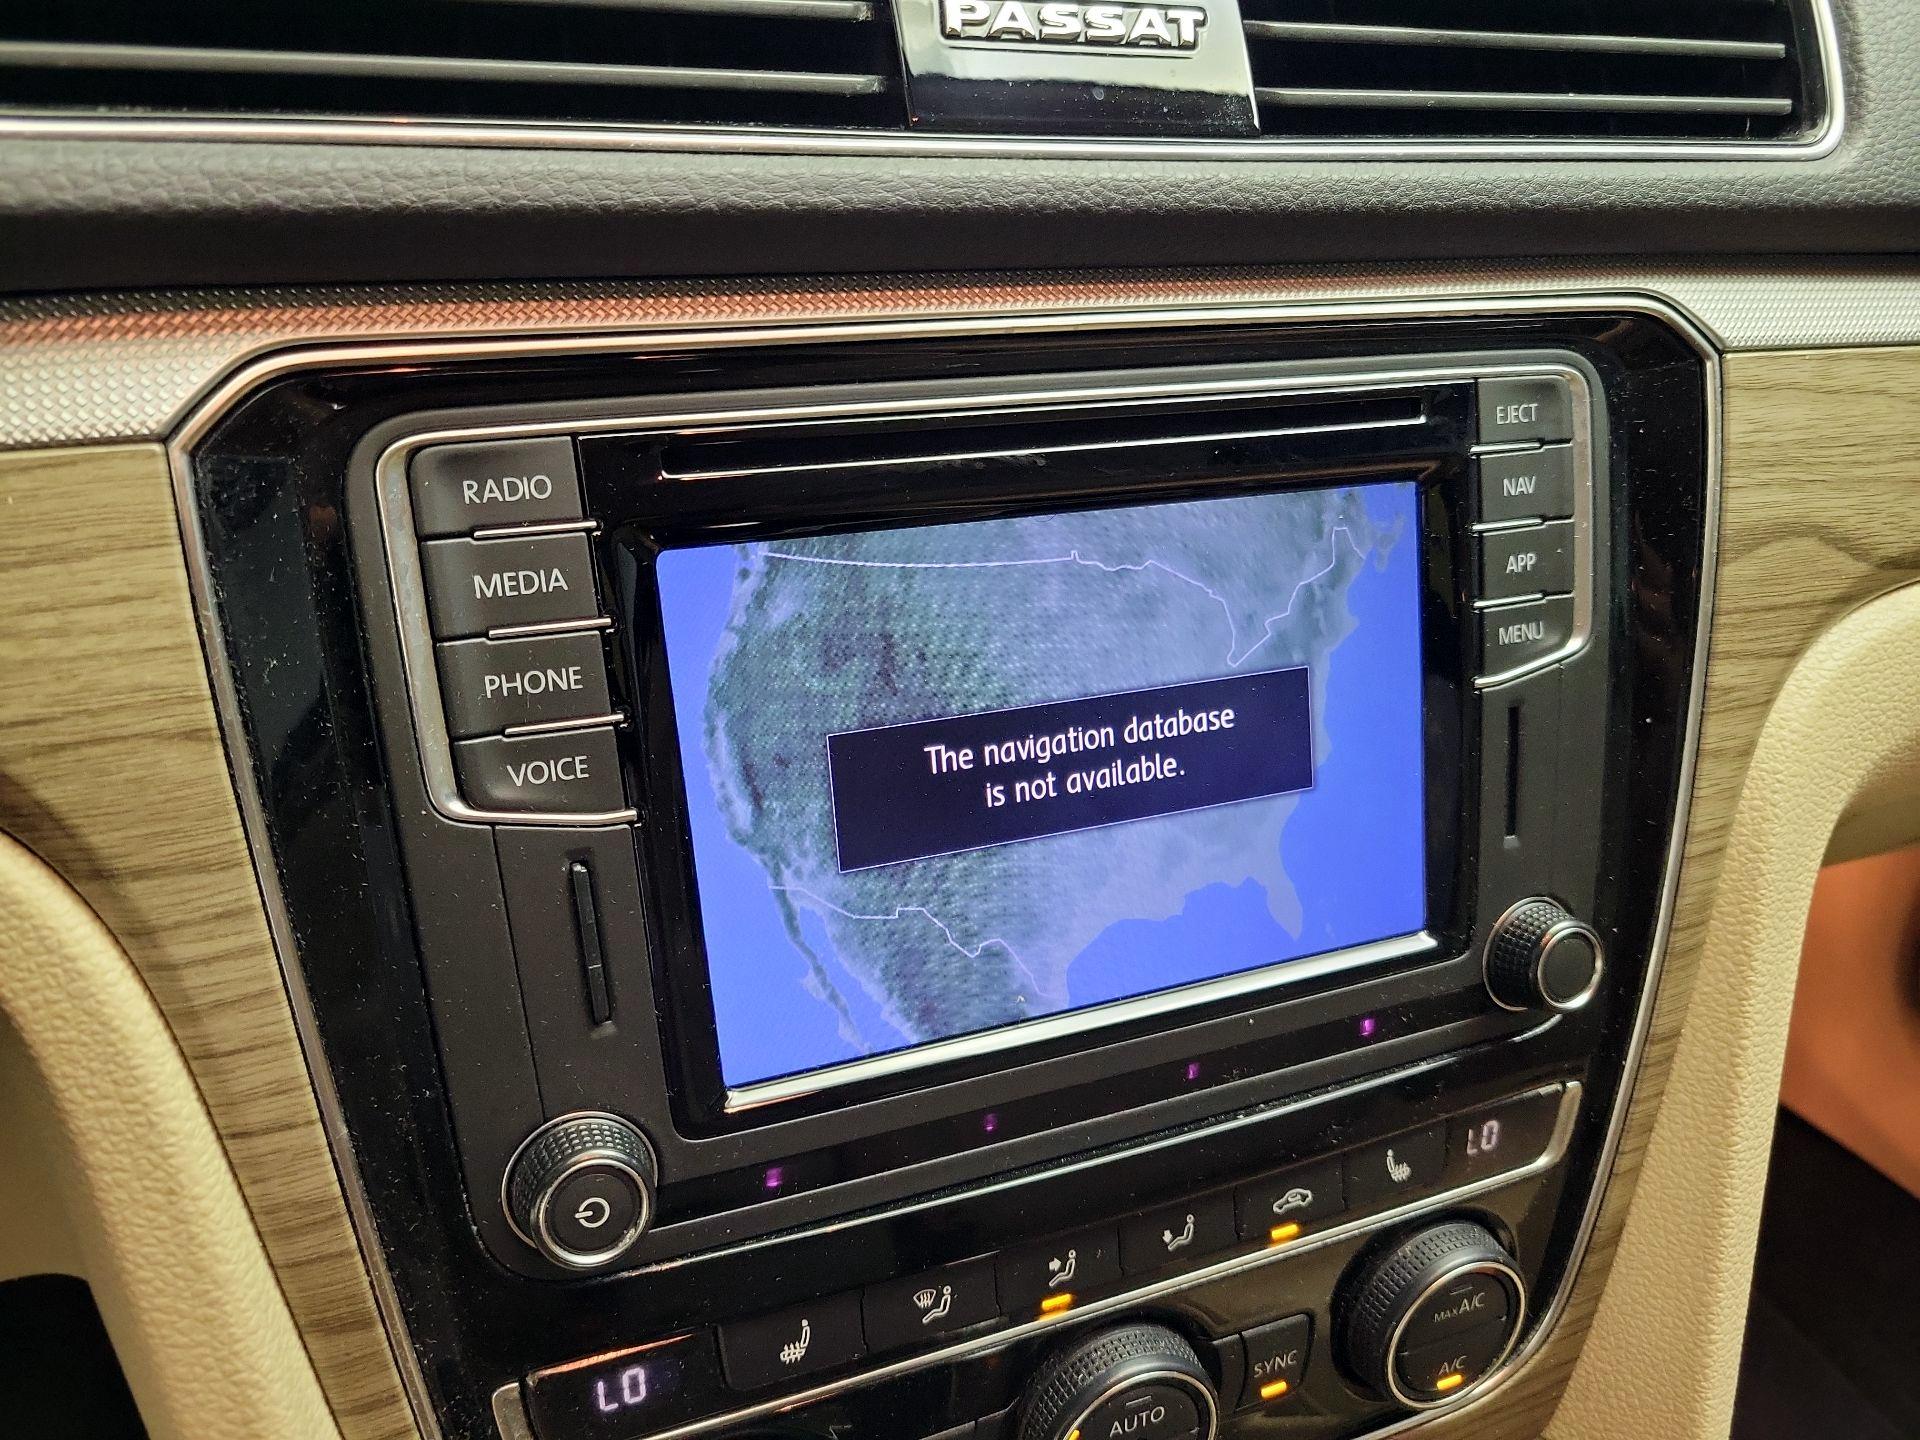 PASSAT
RADIO
MEDIA
PHONE
VOICE
EJECT
NAV
APP
MENU
The navigation database
is not available.
LO
LO
AUTO
SYNC
MAX A/C
A/C